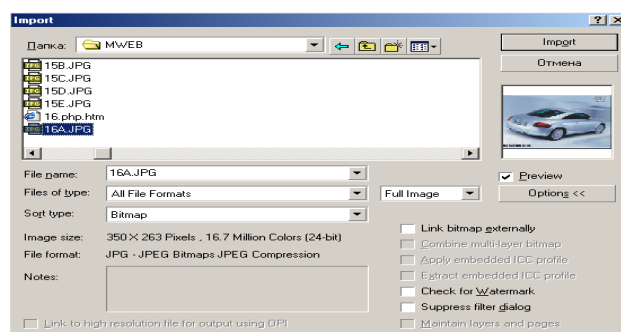 Import
Папка: MWEB
Import
Отмена
15B.JPG
15C.JPG
15D.JPG
15E.JPG
16.php.htm
16A.JPG
File name: 16A.JPG
Preview
Files of type: All File Formats Full Image Options <<
Sort type: Bitmap
Link bitmap externally
Image size: 350 X 263 Pixels , 16.7 Million Colors (24-bit)
Combine multi-layer bitmap
File format: JPG - JPEG Bitmaps JPEG Compression
Apply embedded ICC profile
Notes:
Extract embedded ICC profile
Check for Watermark
Suppress filter dialog
Link to high resolution file for output using OPI
Maintain layers and pages